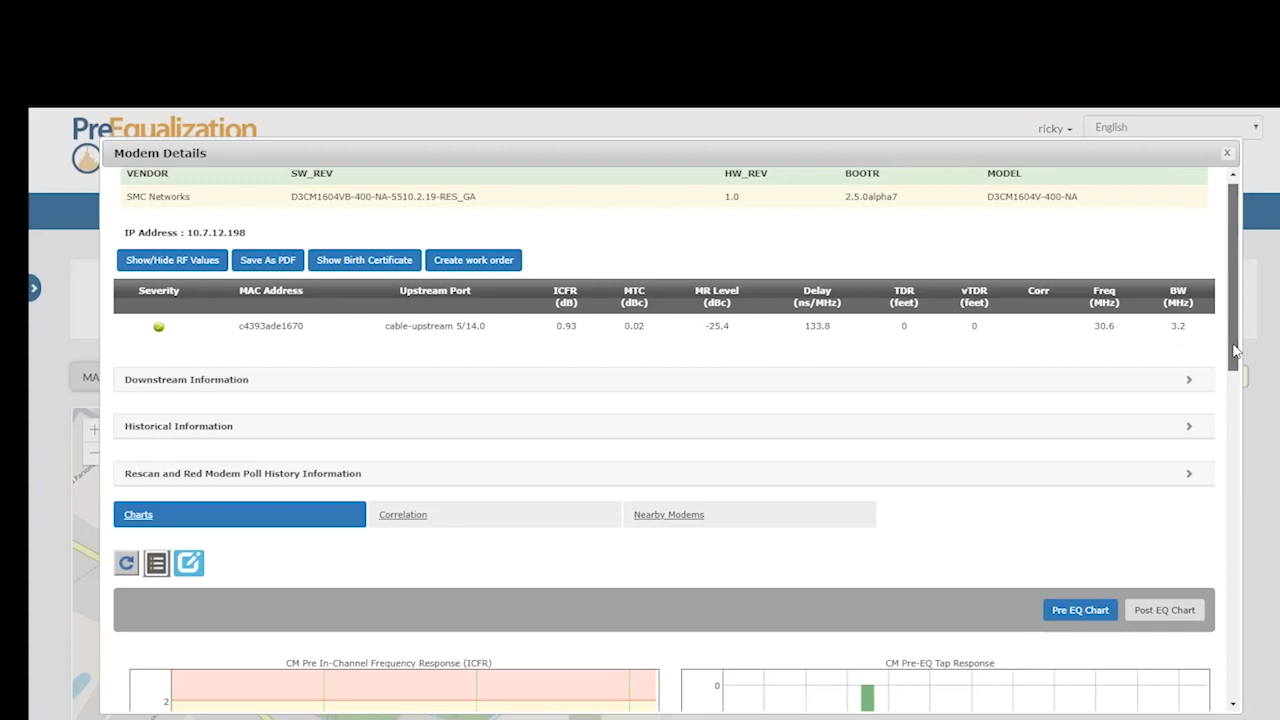 PreEqualization
ricky
English
Modem Details
X
VENDOR SW_REV HW_REV BOOTR MODEL
SMC Networks D3CM1604VB-400-NA-5510.2.19-RES_GA 1.0 2.5.0alpha7 D3CM1604V-400-NA
IP Address : 10.7.12.198
Show/Hide RF Values Save As PDF Show Birth Certificate Create work order
Severity MAC Address Upstream Port ICFR (dB) MTC (dBc) MR Level (dBc) Delay (ns/MHz) TDR (feet) vTDR (feet) Corr Freq (MHz) BW (MHz)
c4393ade1670 cable-upstream 5/14.0 0.93 0.02 -25.4 133.8 0 0 30.6 3.2
MA
Downstream Information
Historical Information
Rescan and Red Modem Poll History Information
Charts Correlation Nearby Modems
Pre EQ Chart Post EQ Chart
CM Pre In-Channel Frequency Response (ICFR) CM Pre-EQ Tap Response
2 0